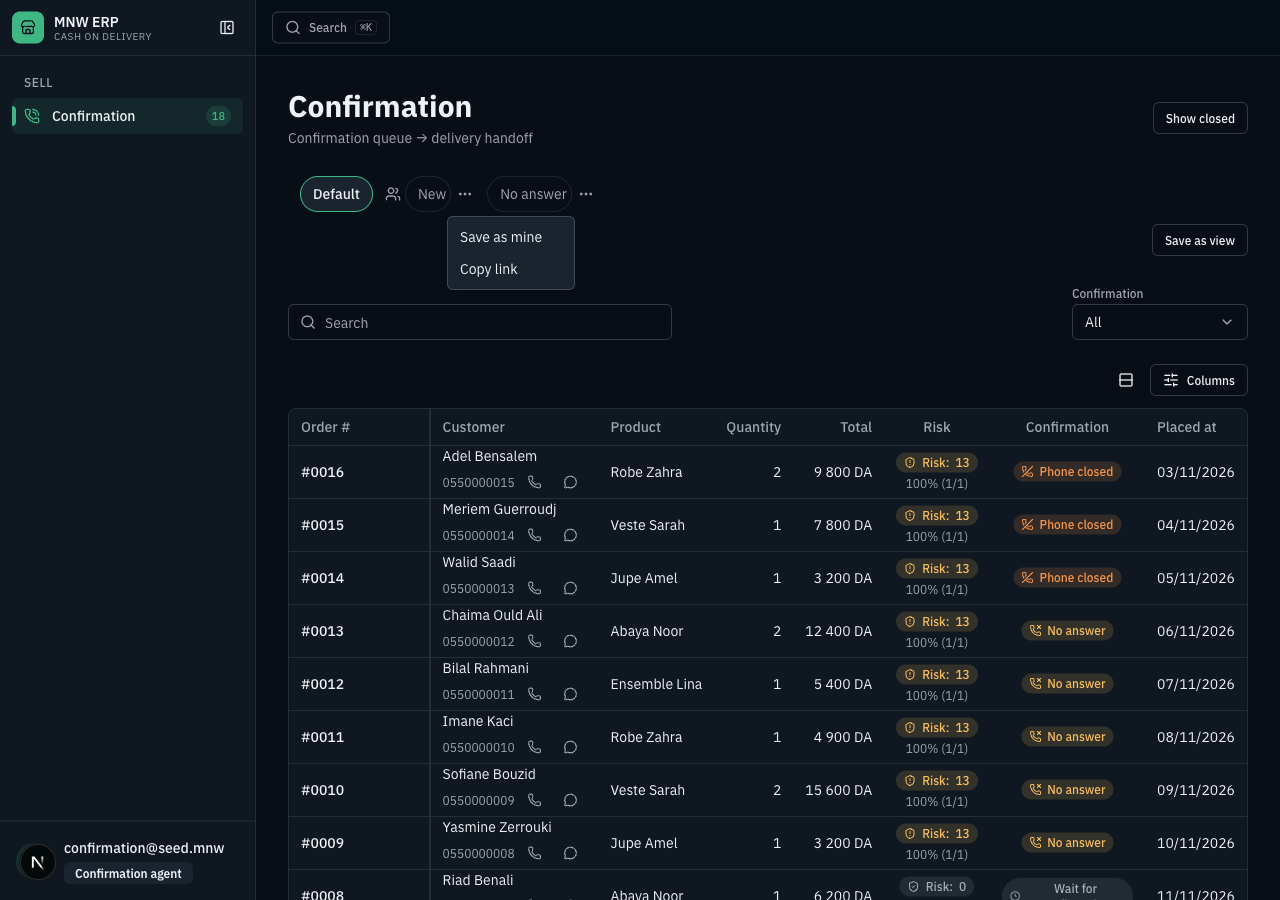 MNW ERP
CASH ON DELIVERY
Search ⌘K
SELL
Confirmation 18
Confirmation
Confirmation queue → delivery handoff
Show closed
Default New ··· No answer ···
Save as mine
Copy link
Save as view
Confirmation
Search
All
Columns
Order # Customer Product Quantity Total Risk Confirmation Placed at
#0016 Adel Bensalem 0550000015 Robe Zahra 2 9 800 DA Risk: 13 100% (1/1) Phone closed 03/11/2026
#0015 Meriem Guerroudj 0550000014 Veste Sarah 1 7 800 DA Risk: 13 100% (1/1) Phone closed 04/11/2026
#0014 Walid Saadi 0550000013 Jupe Amel 1 3 200 DA Risk: 13 100% (1/1) Phone closed 05/11/2026
#0013 Chaima Ould Ali 0550000012 Abaya Noor 2 12 400 DA Risk: 13 100% (1/1) No answer 06/11/2026
#0012 Bilal Rahmani 0550000011 Ensemble Lina 1 5 400 DA Risk: 13 100% (1/1) No answer 07/11/2026
#0011 Imane Kaci 0550000010 Robe Zahra 1 4 900 DA Risk: 13 100% (1/1) No answer 08/11/2026
#0010 Sofiane Bouzid 0550000009 Veste Sarah 2 15 600 DA Risk: 13 100% (1/1) No answer 09/11/2026
#0009 Yasmine Zerrouki 0550000008 Jupe Amel 1 3 200 DA Risk: 13 100% (1/1) No answer 10/11/2026
#0008 Riad Benali Abaya Noor 1 6 200 DA Risk: 0 Wait for 11/11/2026
N
confirmation@seed.mnw
Confirmation agent